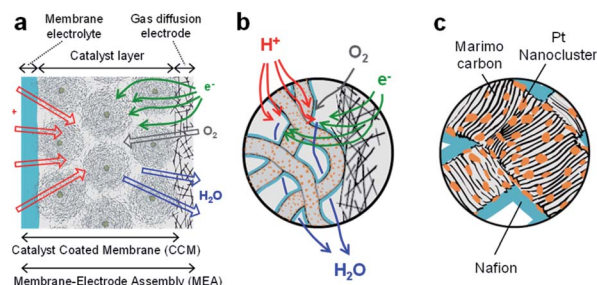 a
Membrane
electrolyte
Gas diffusion
electrode
Catalyst layer
e-
+
O2
H2O
Catalyst Coated Membrane (CCM)
Membrane-Electrode Assembly (MEA)
b
H+
O2
e-
H2O
c
Marimo
carbon
Pt
Nanocluster
Nafion